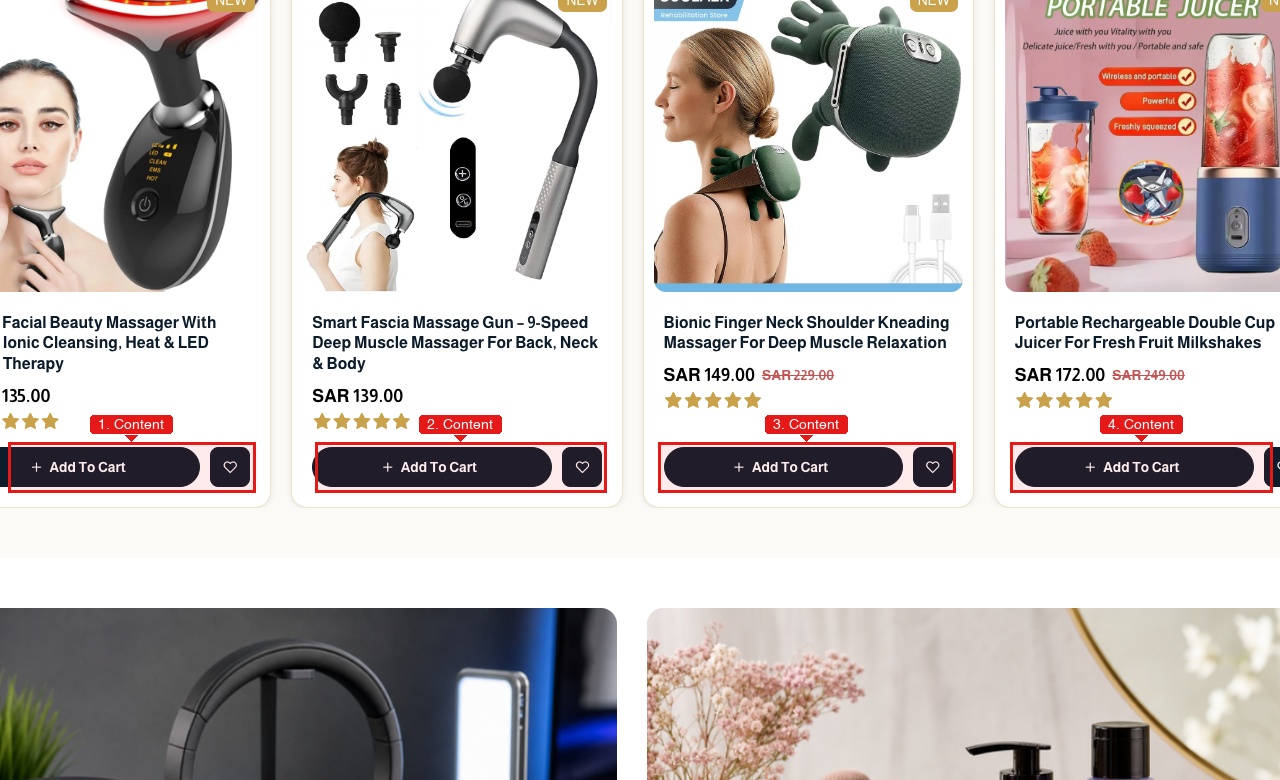 NEW
LED
LED
CLEAN
EMS
HOT
Facial Beauty Massager With
Ionic Cleansing, Heat & LED
Therapy
135.00
1. Content
Add To Cart
NEW
Smart Fascia Massage Gun – 9-Speed
Deep Muscle Massager For Back, Neck
& Body
SAR 139.00
2. Content
Add To Cart
Rehabilitation Store
NEW
Bionic Finger Neck Shoulder Kneading
Massager For Deep Muscle Relaxation
SAR 149.00 SAR 229.00
3. Content
Add To Cart
PORTABLE JUICER
Juice with you Vitality with you
Delicate juice/Fresh with you / Portable and safe
Wireless and portable
Powerful
Freshly squeezed
Portable Rechargeable Double Cup
Juicer For Fresh Fruit Milkshakes
SAR 172.00 SAR 249.00
4. Content
Add To Cart